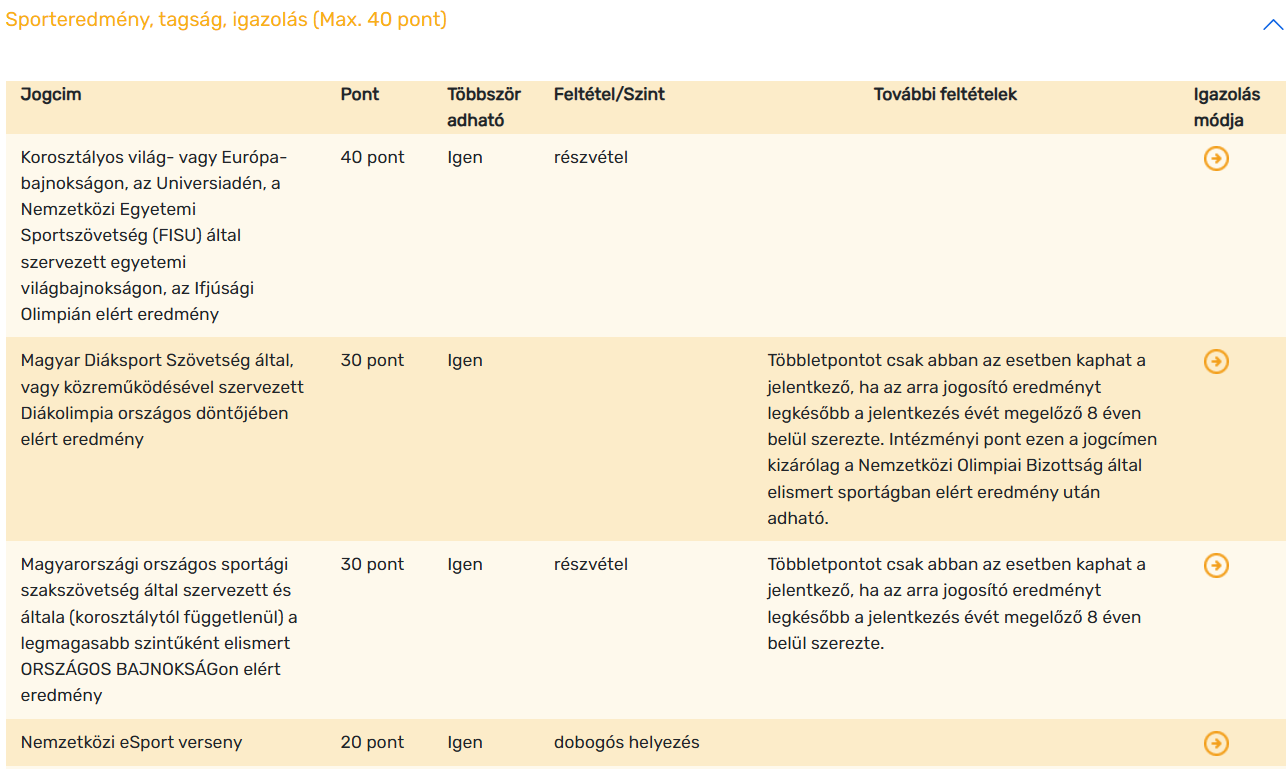 Sporteredmény, tagság, igazolás (Max. 40 pont)
Jogcim Pont Többször adható Feltétel/Szint További feltételek Igazolás módja
Korosztályos világ- vagy Európa-
bajnokságon, az Universiadén, a
Nemzetközi Egyetemi
Sportszövetség (FISU) által
szervezett egyetemi
világbajnokságon, az Ifjúsági
Olimpián elért eredmény
40 pont
Igen
részvétel
Magyar Diáksport Szövetség által,
vagy közreműködésével szervezett
Diákolimpia országos döntőjében
elért eredmény
30 pont
Igen
Többletpontot csak abban az esetben kaphat a
jelentkező, ha az arra jogosító eredményt
legkésőbb a jelentkezés évét megelőző 8 éven
belül szerezte. Intézményi pont ezen a jogcímen
kizárólag a Nemzetközi Olimpiai Bizottság által
elismert sportágban elért eredmény után
adható.
Magyarországi országos sportági
szakszövetség által szervezett és
általa (korosztálytól függetlenül) a
legmagasabb szintűként elismert
ORSZÁGOS BAJNOKSÁGon elért
eredmény
30 pont
Igen
részvétel
Többletpontot csak abban az esetben kaphat a
jelentkező, ha az arra jogosító eredményt
legkésőbb a jelentkezés évét megelőző 8 éven
belül szerezte.
Nemzetközi eSport verseny
20 pont
Igen
dobogós helyezés